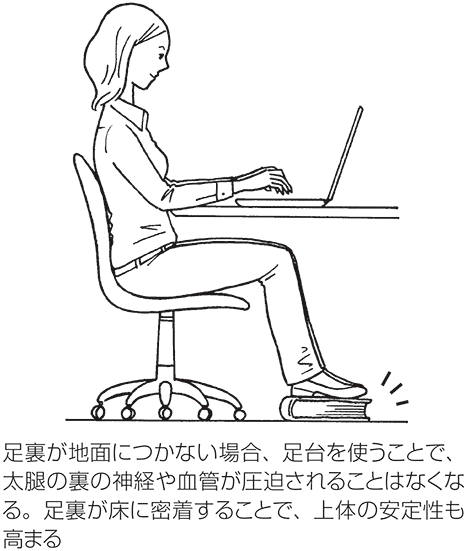 足裏が地面につかない場合、足台を使うことで、
太腿の裏の神経や血管が圧迫されることはなくな
る。足裏が床に密着することで、上体の安定性も
高まる